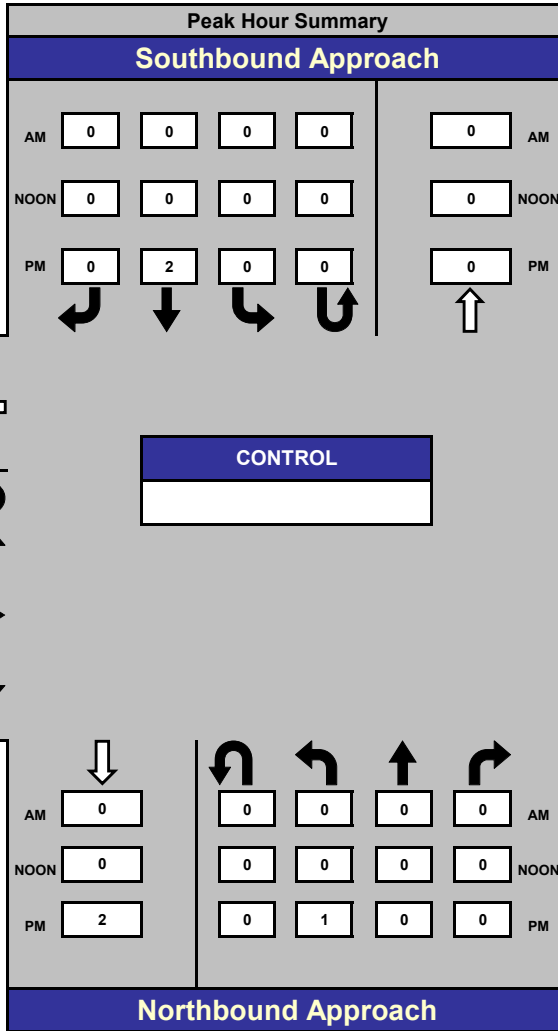 Peak Hour Summary
Southbound Approach
AM 0 0 0 0 0 AM
NOON 0 0 0 0 0 NOON
PM 0 2 0 0 0 PM
CONTROL
AM 0 0 0 0 0 AM
NOON 0 0 0 0 0 NOON
PM 2 0 1 0 0 PM
Northbound Approach